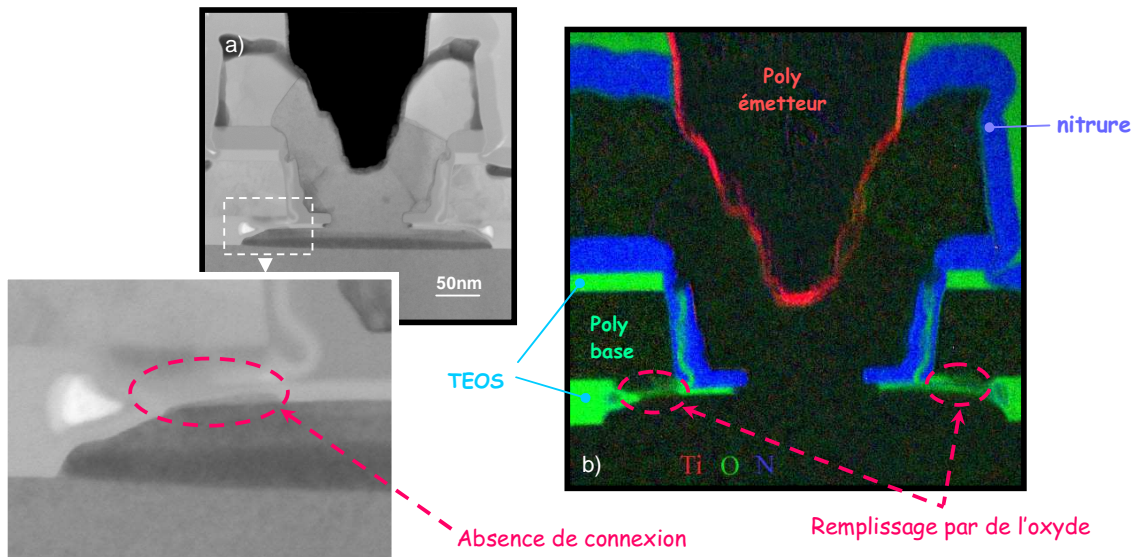 a)
50nm
Absence de connexion
Poly
émetteur
nitrure
Poly
base
TEOS
b)
Ti O N
Remplissage par de l'oxyde